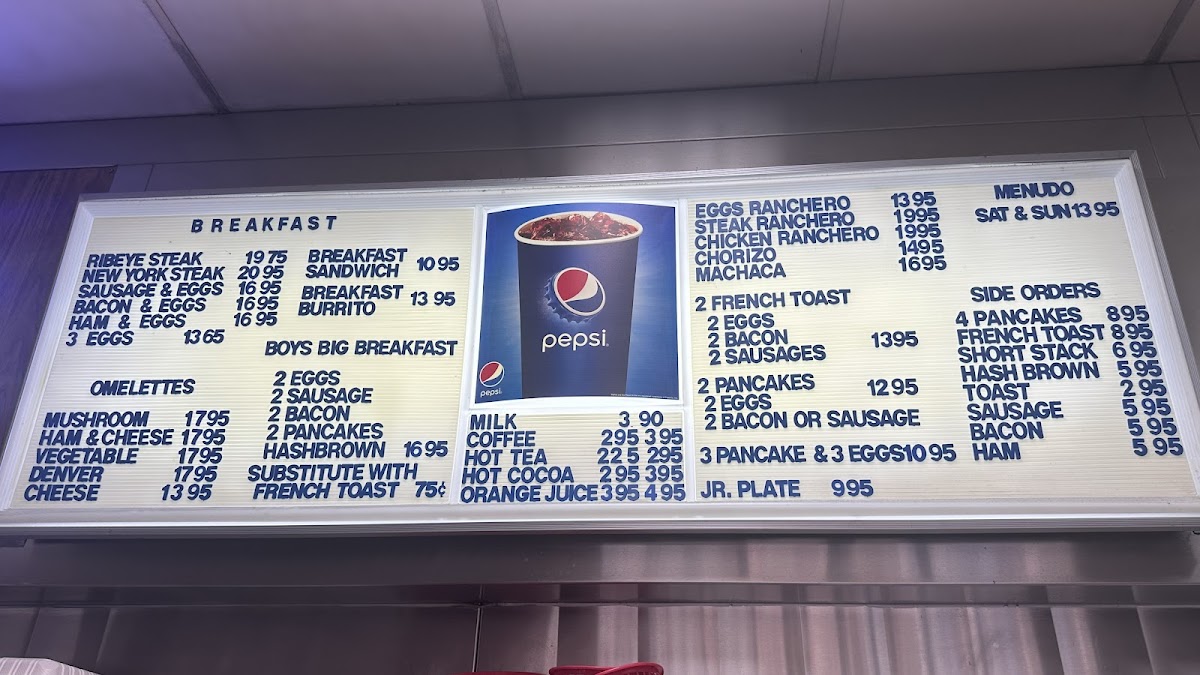 BREAKFAST
RIBEYE STEAK 19 75
NEW YORK STEAK 20 95
SAUSAGE & EGGS 16 95
BACON & EGGS 16 95
HAM & EGGS 16 95
3 EGGS 13 65
BREAKFAST
SANDWICH 10 95
BREAKFAST
BURRITO 13 95
OMELETTES
MUSHROOM 17 95
HAM & CHEESE 17 95
VEGETABLE 17 95
DENVER 17 95
CHEESE 13 95
BOYS BIG BREAKFAST
2 EGGS
2 SAUSAGE
2 BACON
2 PANCAKES
HASHBROWN 16 95
SUBSTITUTE WITH
FRENCH TOAST 75¢
pepsi
pepsi
MILK 3 90
COFFEE 2 95 3 95
HOT TEA 2 25 2 95
HOT COCOA 2 95 3 95
ORANGE JUICE 3 95 4 95
EGGS RANCHERO 13 95
STEAK RANCHERO 19 95
CHICKEN RANCHERO 19 95
CHORIZO 14 95
MACHACA 16 95
2 FRENCH TOAST
2 EGGS
2 BACON 13 95
2 SAUSAGES
2 PANCAKES 12 95
2 EGGS
2 BACON OR SAUSAGE
3 PANCAKE & 3 EGGS 10 95
JR. PLATE 9 95
MENUDO
SAT & SUN 13 95
SIDE ORDERS
4 PANCAKES 8 95
FRENCH TOAST 8 95
SHORT STACK 6 95
HASH BROWN 5 95
TOAST 2 95
SAUSAGE 5 95
BACON 5 95
HAM 5 95